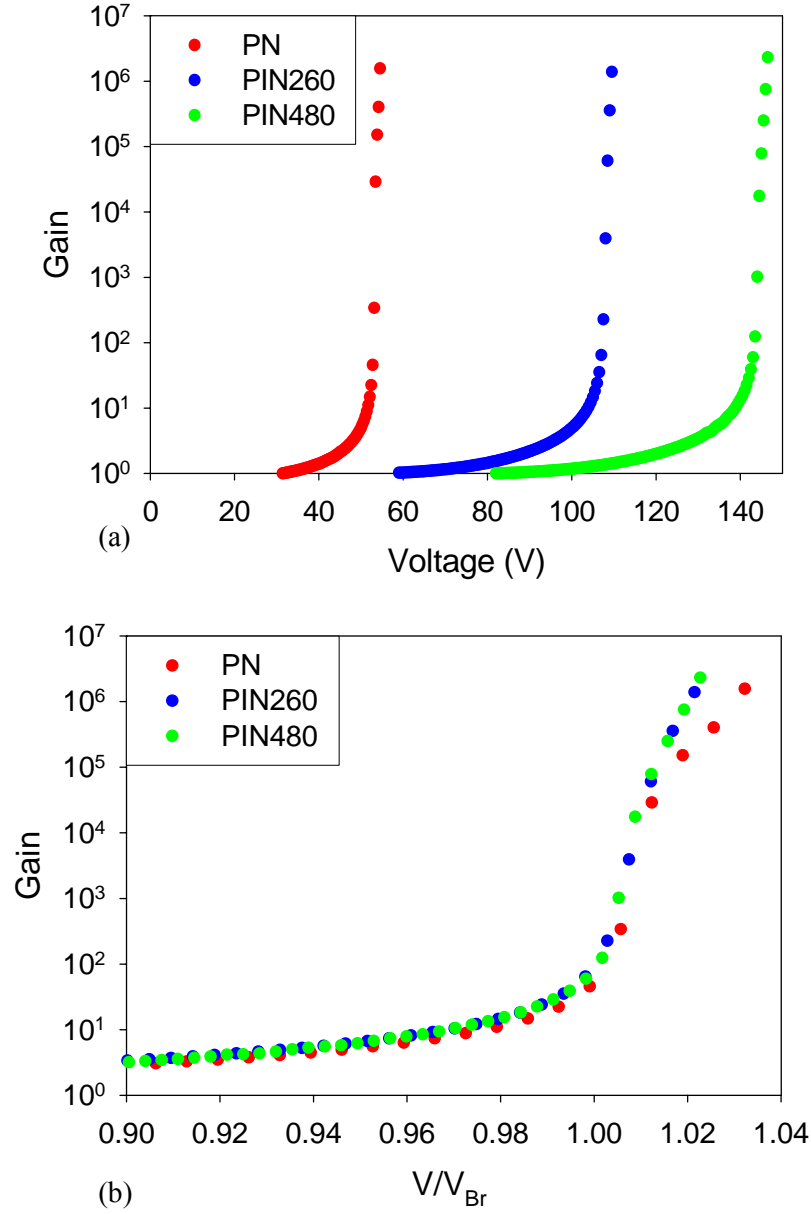 10⁷
10⁶
10⁵
10⁴
10³
10²
10¹
10⁰
Gain
PN
PIN260
PIN480
0 20 40 60 80 100 120 140
(a)
Voltage (V)
10⁷
10⁶
10⁵
10⁴
10³
10²
10¹
10⁰
Gain
PN
PIN260
PIN480
0.90 0.92 0.94 0.96 0.98 1.00 1.02 1.04
(b)
V/V_Br